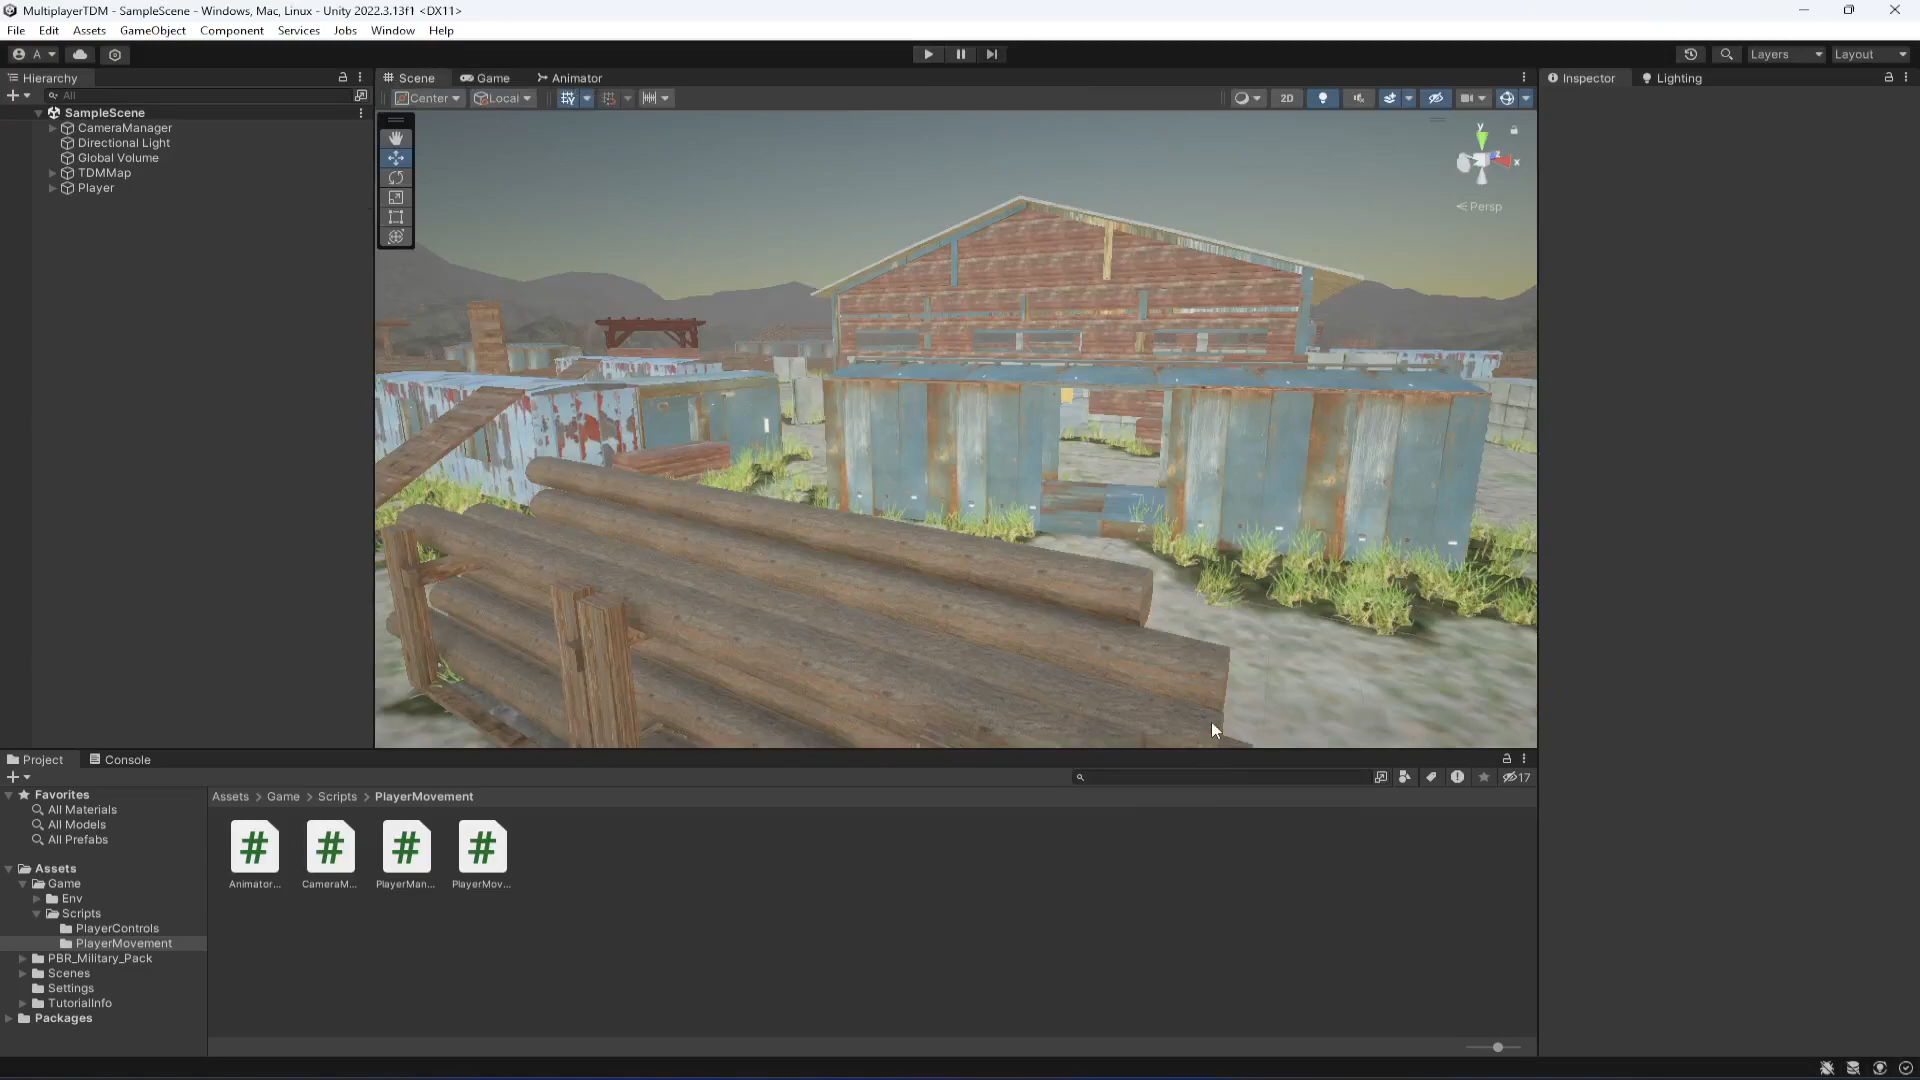 MultiplayerTDM - SampleScene - Windows, Mac, Linux - Unity 2022.3.13f1 <DX11>
File Edit Assets GameObject Component Services Jobs Window Help
A
Layers Layout
Hierarchy
All
SampleScene
CameraManager
Directional Light
Global Volume
TDMMap
Player
Scene Game Animator
Center Local 2D
y
z
x
Persp
Inspector Lighting
Project Console
17
Favorites
All Materials
All Models
All Prefabs
Assets
Game
Env
Scripts
PlayerControls
PlayerMovement
PBR_Military_Pack
Scenes
Settings
TutorialInfo
Packages
Assets > Game > Scripts > PlayerMovement
# # # #
Animator... CameraM... PlayerMan... PlayerMov...